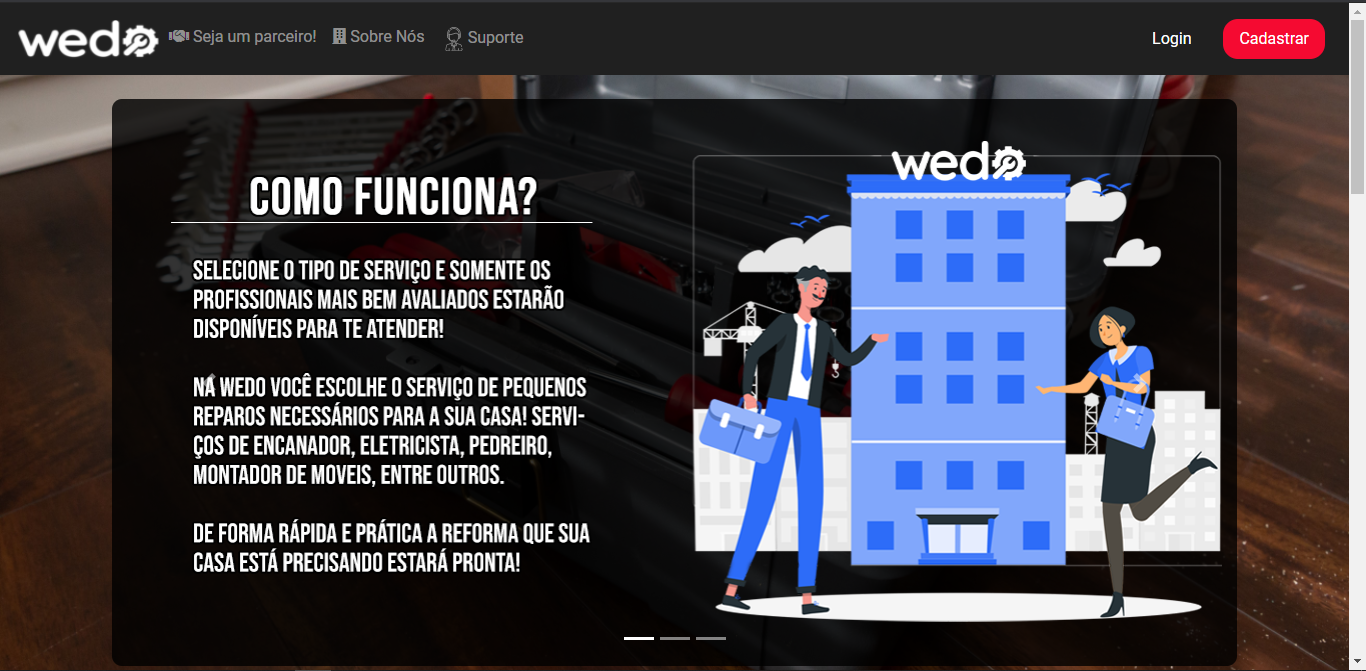 wedo
Seja um parceiro!
Sobre Nós
Suporte
Login
Cadastrar
COMO FUNCIONA?
SELECIONE O TIPO DE SERVIÇO E SOMENTE OS
PROFISSIONAIS MAIS BEM AVALIADOS ESTARÃO
DISPONÍVEIS PARA TE ATENDER!
NA WEDO VOCÊ ESCOLHE O SERVIÇO DE PEQUENOS
REPAROS NECESSÁRIOS PARA A SUA CASA! SERVI-
ÇOS DE ENCANADOR, ELETRICISTA, PEDREIRO,
MONTADOR DE MOVEIS, ENTRE OUTROS.
DE FORMA RÁPIDA E PRÁTICA A REFORMA QUE SUA
CASA ESTÁ PRECISANDO ESTARÁ PRONTA!
wedo